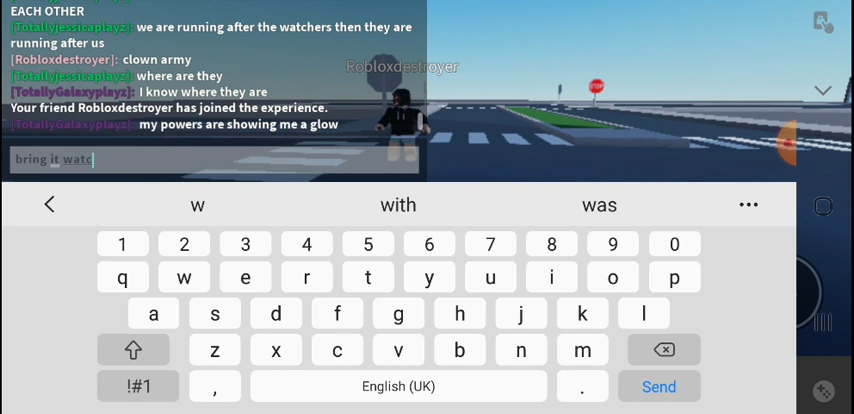 EACH OTHER
[Totallyjessicaplayz]: we are running after the watchers then they are
running after us
[Robloxdestroyer]: clown army
[Totallyjessicaplayz]: where are they
[TotallyGalaxyplayz]: I know where they are
Your friend Robloxdestroyer has joined the experience.
[TotallyGalaxyplayz]: my powers are showing me a glow
Robloxdestroyer
STOP
bring it watc
w with was
1 2 3 4 5 6 7 8 9 0
q w e r t y u i o p
a s d f g h j k l
z x c v b n m
!#1 , English (UK) . Send